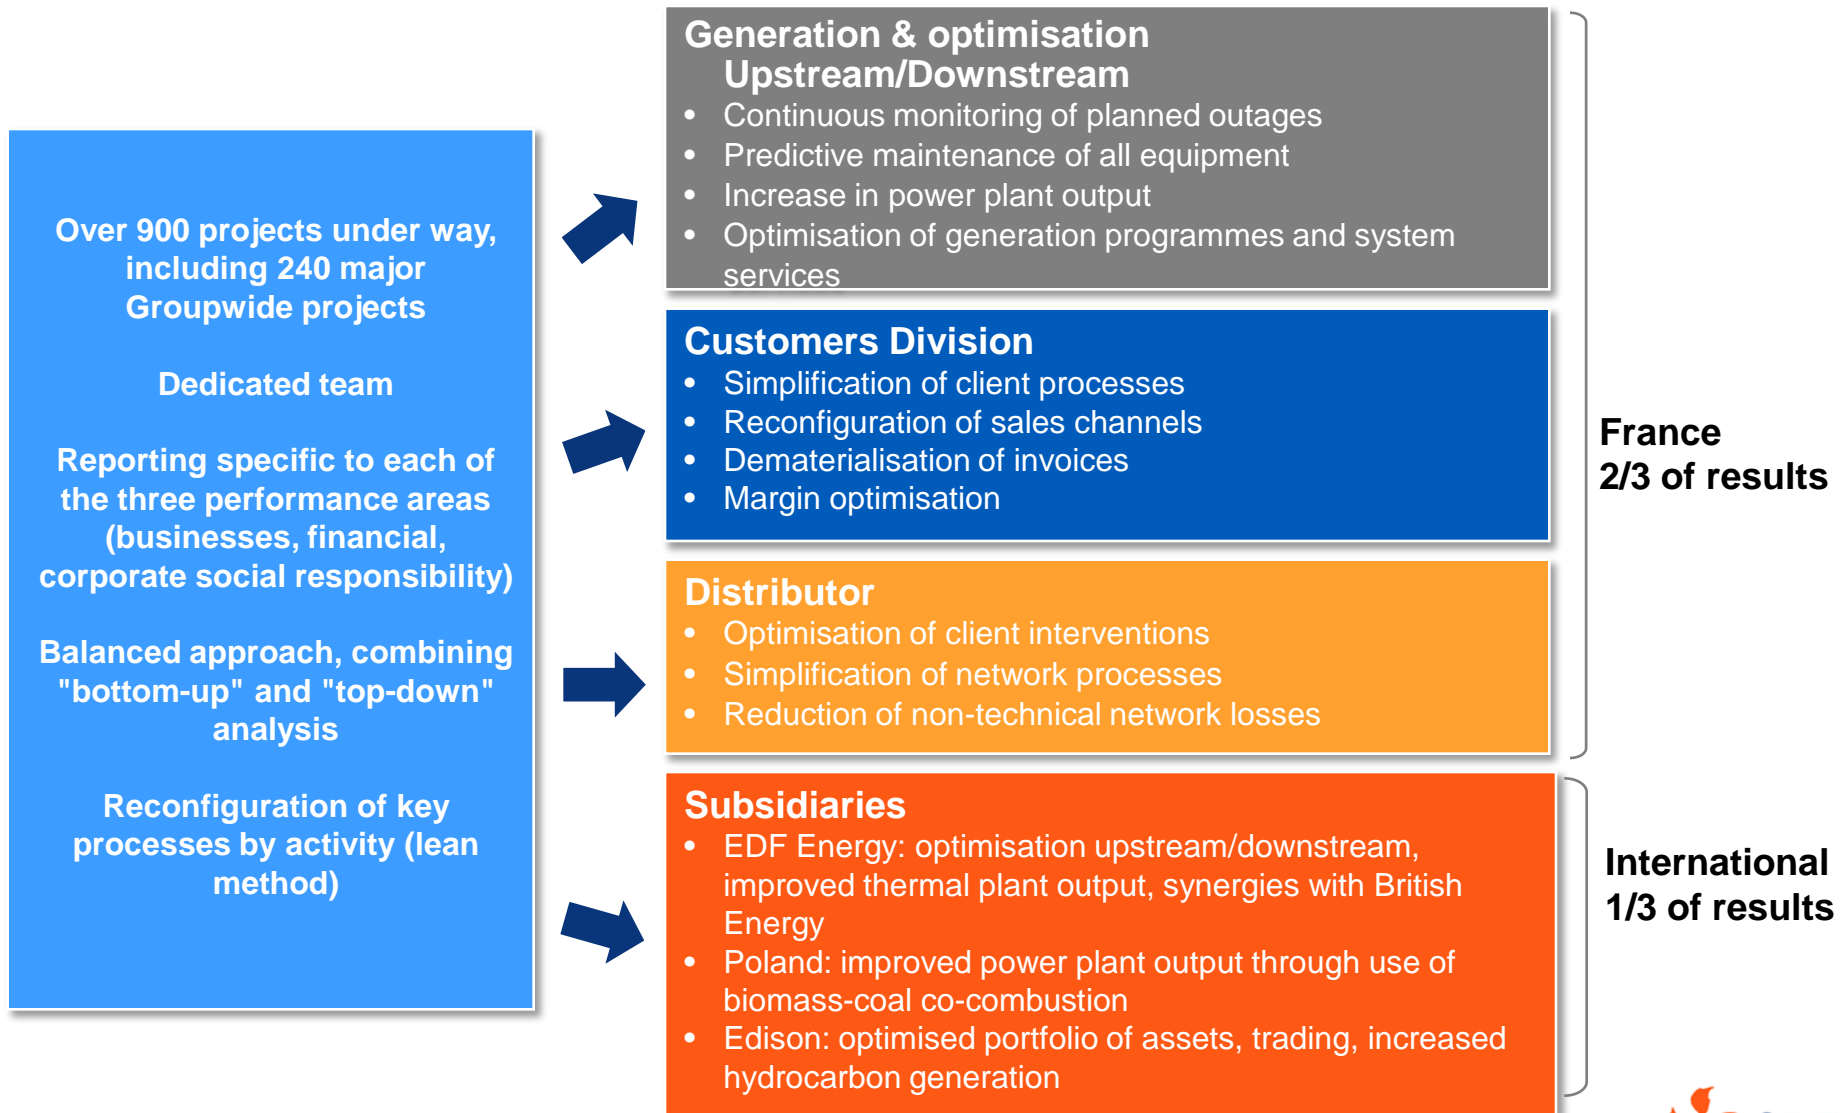 Over 900 projects under way,
including 240 major
Groupwide projects
Dedicated team
Reporting specific to each of
the three performance areas
(businesses, financial,
corporate social responsibility)
Balanced approach, combining
"bottom-up" and "top-down"
analysis
Reconfiguration of key
processes by activity (lean
method)
Generation & optimisation
Upstream/Downstream
• Continuous monitoring of planned outages
• Predictive maintenance of all equipment
• Increase in power plant output
• Optimisation of generation programmes and system
services
Customers Division
• Simplification of client processes
• Reconfiguration of sales channels
• Dematerialisation of invoices
• Margin optimisation
Distributor
• Optimisation of client interventions
• Simplification of network processes
• Reduction of non-technical network losses
Subsidiaries
• EDF Energy: optimisation upstream/downstream,
improved thermal plant output, synergies with British
Energy
• Poland: improved power plant output through use of
biomass-coal co-combustion
• Edison: optimised portfolio of assets, trading, increased
hydrocarbon generation
France
2/3 of results
International
1/3 of results